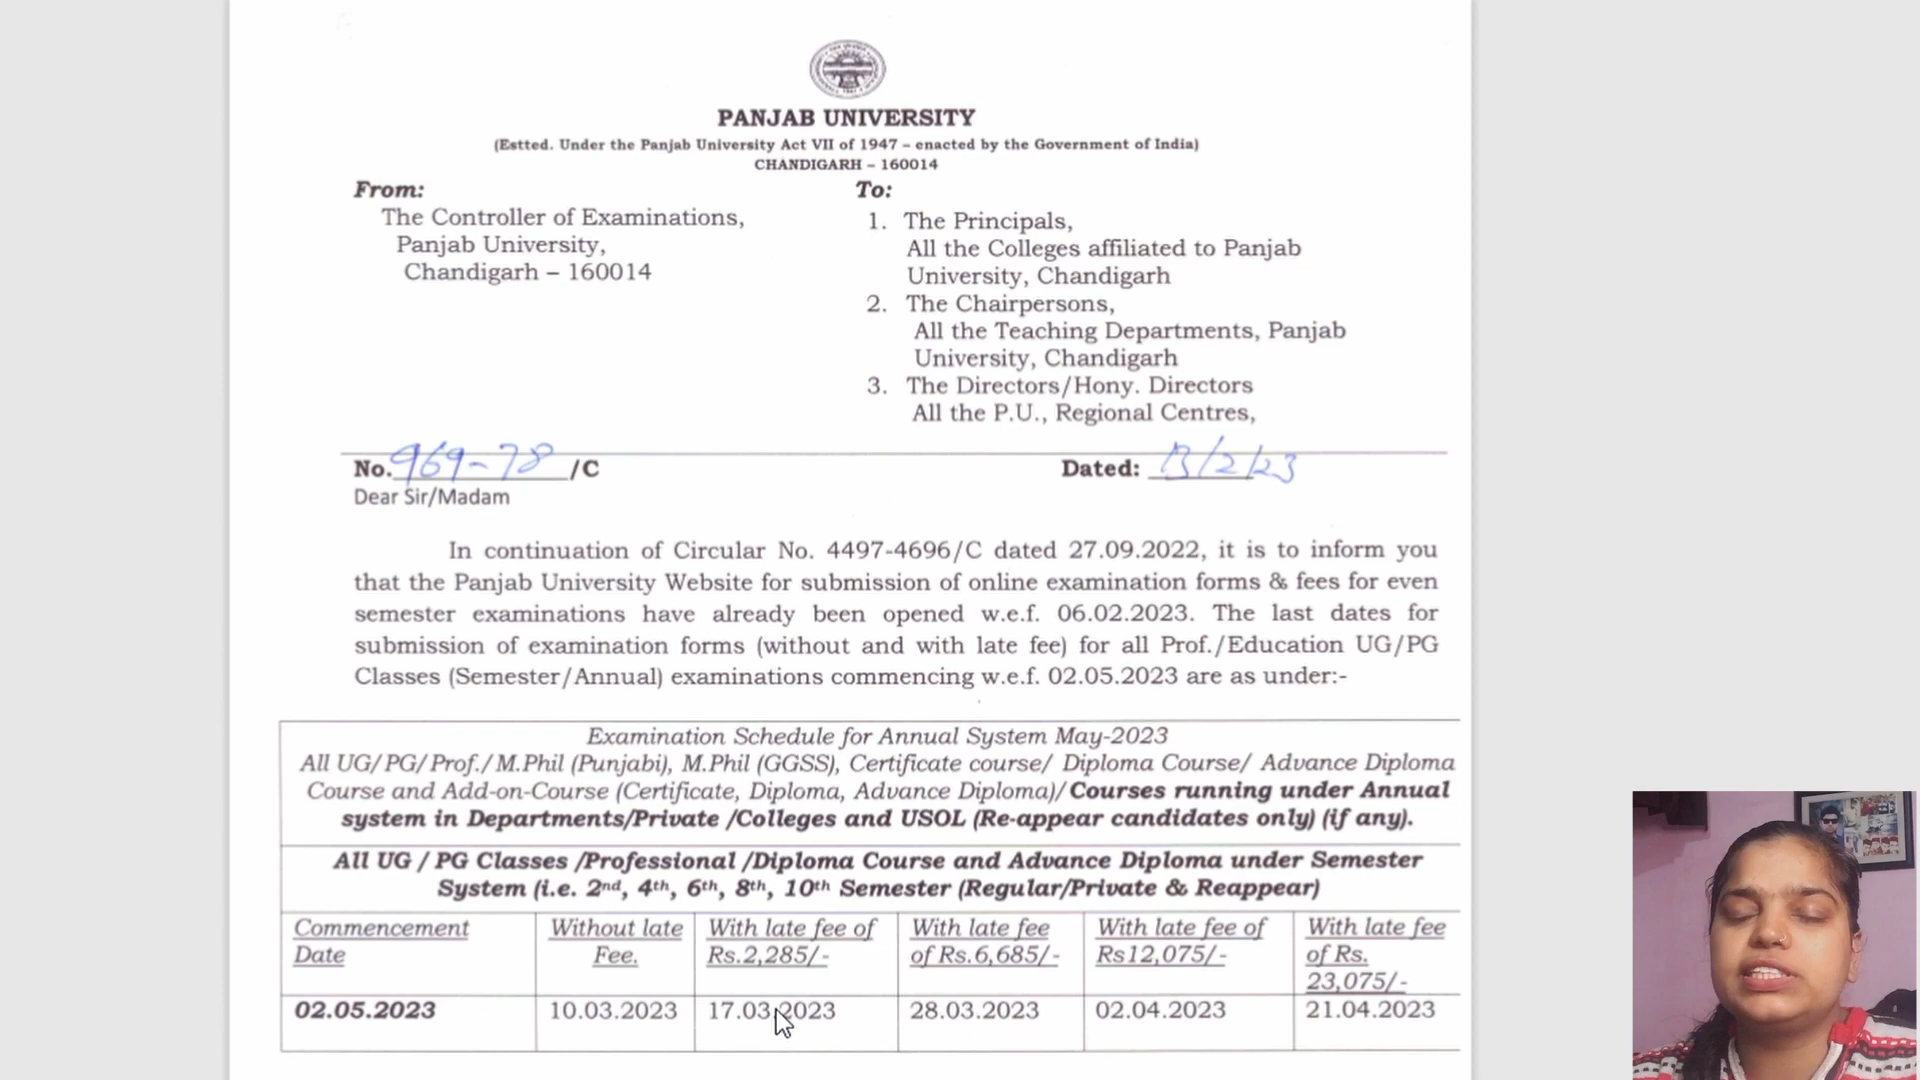 PANJAB UNIVERSITY
(Estted. Under the Panjab University Act VII of 1947 – enacted by the Government of India)
CHANDIGARH – 160014
From:
The Controller of Examinations,
Panjab University,
Chandigarh – 160014
To:
1. The Principals,
All the Colleges affiliated to Panjab
University, Chandigarh
2. The Chairpersons,
All the Teaching Departments, Panjab
University, Chandigarh
3. The Directors/Hony. Directors
All the P.U., Regional Centres,
No. 969-78 /C Dated: 13/2/23
Dear Sir/Madam
In continuation of Circular No. 4497-4696/C dated 27.09.2022, it is to inform you
that the Panjab University Website for submission of online examination forms & fees for even
semester examinations have already been opened w.e.f. 06.02.2023. The last dates for
submission of examination forms (without and with late fee) for all Prof./Education UG/PG
Classes (Semester/Annual) examinations commencing w.e.f. 02.05.2023 are as under:-
Examination Schedule for Annual System May-2023
All UG/PG/Prof./M.Phil (Punjabi), M.Phil (GGSS), Certificate course/ Diploma Course/ Advance Diploma
Course and Add-on-Course (Certificate, Diploma, Advance Diploma)/Courses running under Annual
system in Departments/Private /Colleges and USOL (Re-appear candidates only) (if any).
All UG / PG Classes /Professional /Diploma Course and Advance Diploma under Semester
System (i.e. 2nd, 4th, 6th, 8th, 10th Semester (Regular/Private & Reappear)
Commencement Without late With late fee of With late fee With late fee of With late fee
Date Fee. Rs.2,285/- of Rs.6,685/- Rs12,075/- of Rs.
23,075/-
02.05.2023 10.03.2023 17.03.2023 28.03.2023 02.04.2023 21.04.2023